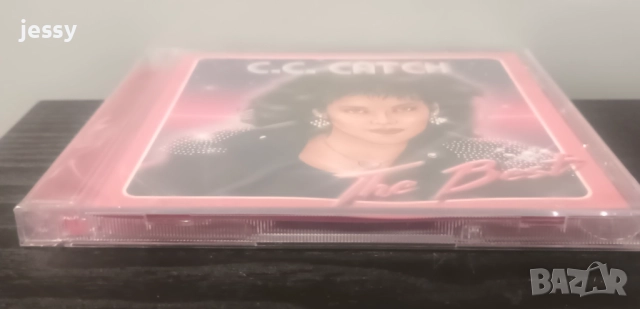 jessy
C.C. CATCH
The Best
BAZAR